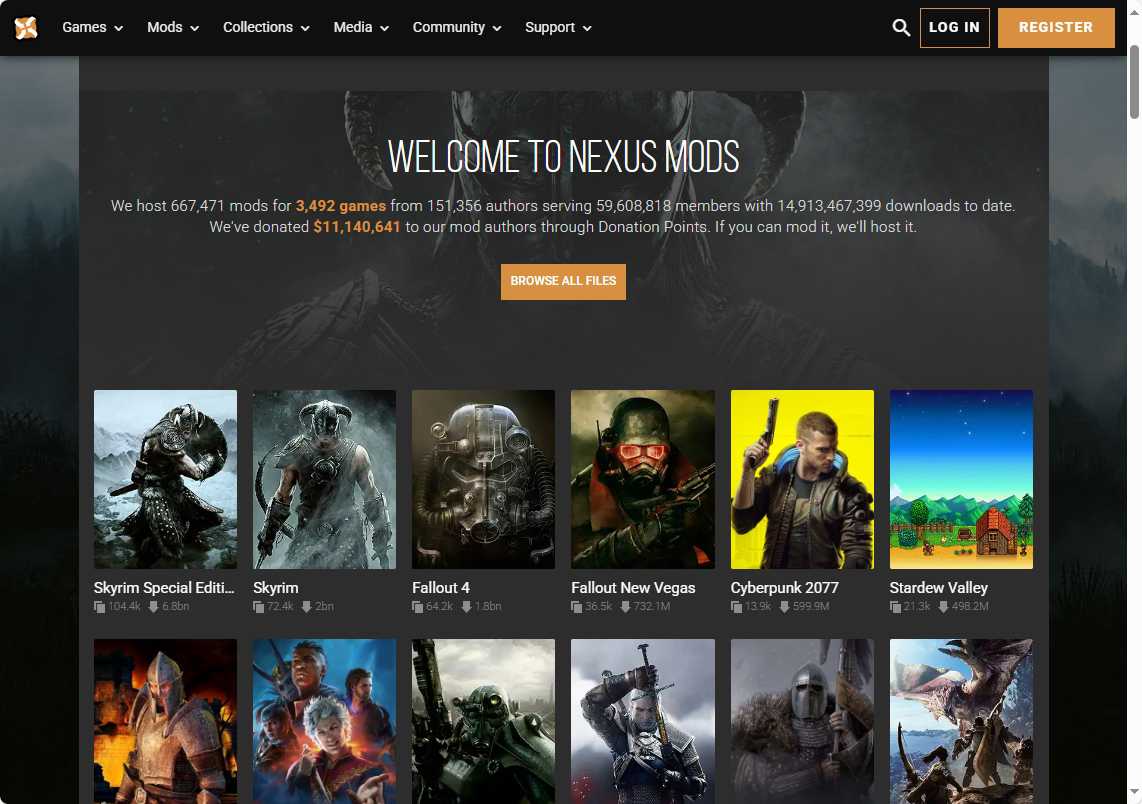 Games Mods Collections Media Community Support LOG IN REGISTER
WELCOME TO NEXUS MODS
We host 667,471 mods for 3,492 games from 151,356 authors serving 59,608,818 members with 14,913,467,399 downloads to date.
We've donated $11,140,641 to our mod authors through Donation Points. If you can mod it, we'll host it.
BROWSE ALL FILES
Skyrim Special Editi... Skyrim Fallout 4 Fallout New Vegas Cyberpunk 2077 Stardew Valley
104.4k 6.8bn 72.4k 2bn 64.2k 1.8bn 36.5k 732.1M 13.9k 599.9M 21.3k 498.2M